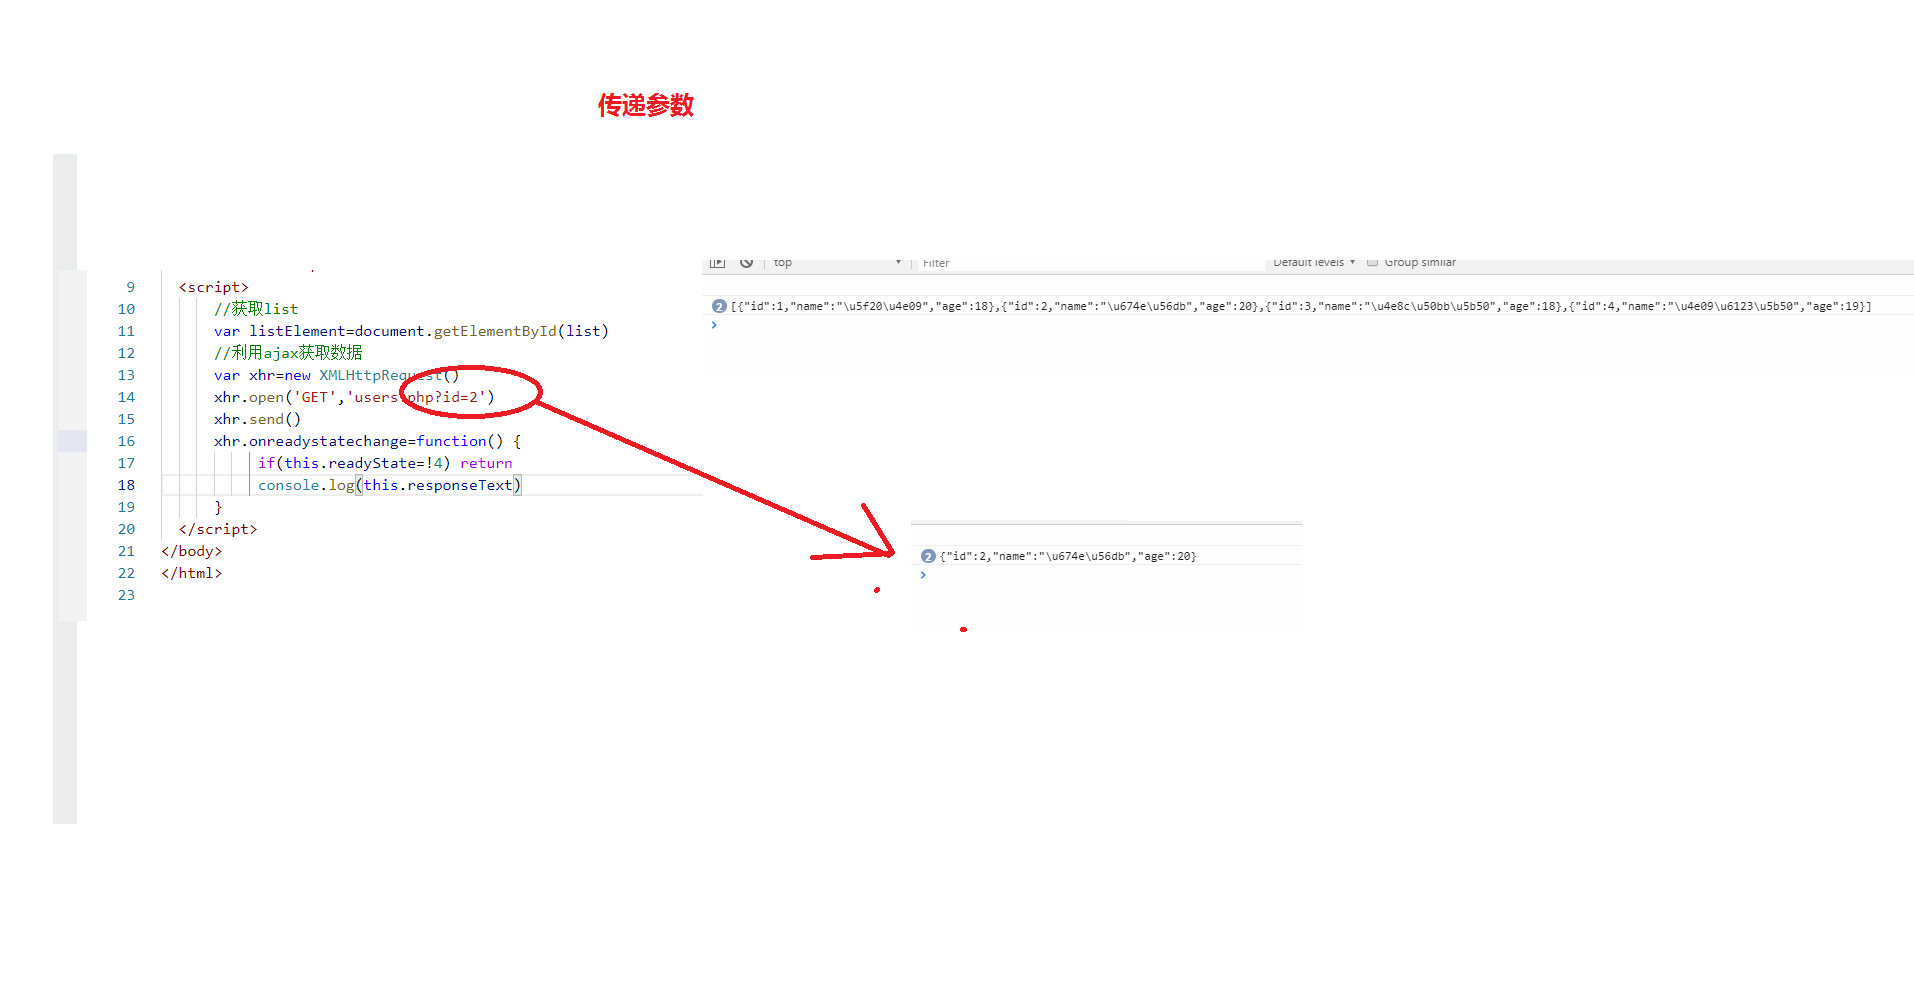 传递参数
9 <script>
10 //获取list
11 var listElement=document.getElementById(list)
12 //利用ajax获取数据
13 var xhr=new XMLHttpRequest()
14 xhr.open('GET','users.php?id=2')
15 xhr.send()
16 xhr.onreadystatechange=function() {
17 if(this.readyState=!4) return
18 console.log(this.responseText)
19 }
20 </script>
21 </body>
22 </html>
23
top Filter Default levels Group similar
2 [{"id":1,"name":"\u5f20\u4e09","age":18},{"id":2,"name":"\u674e\u56db","age":20},{"id":3,"name":"\u4e8c\u50bb\u5b50","age":18},{"id":4,"name":"\u4e09\u6123\u5b50","age":19}]
>
2 {"id":2,"name":"\u674e\u56db","age":20}
>